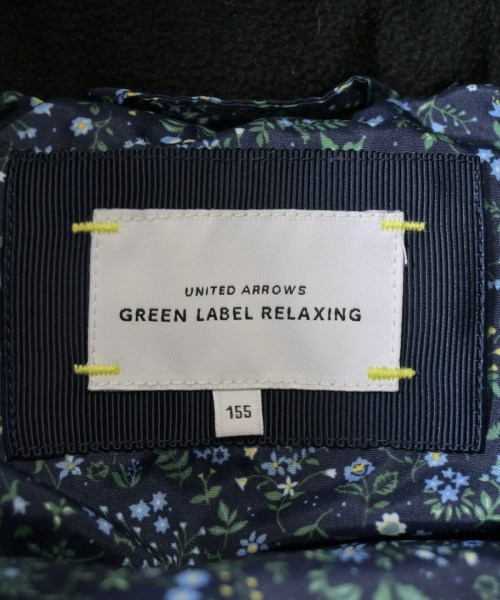 UNITED ARROWS
GREEN LABEL RELAXING
155